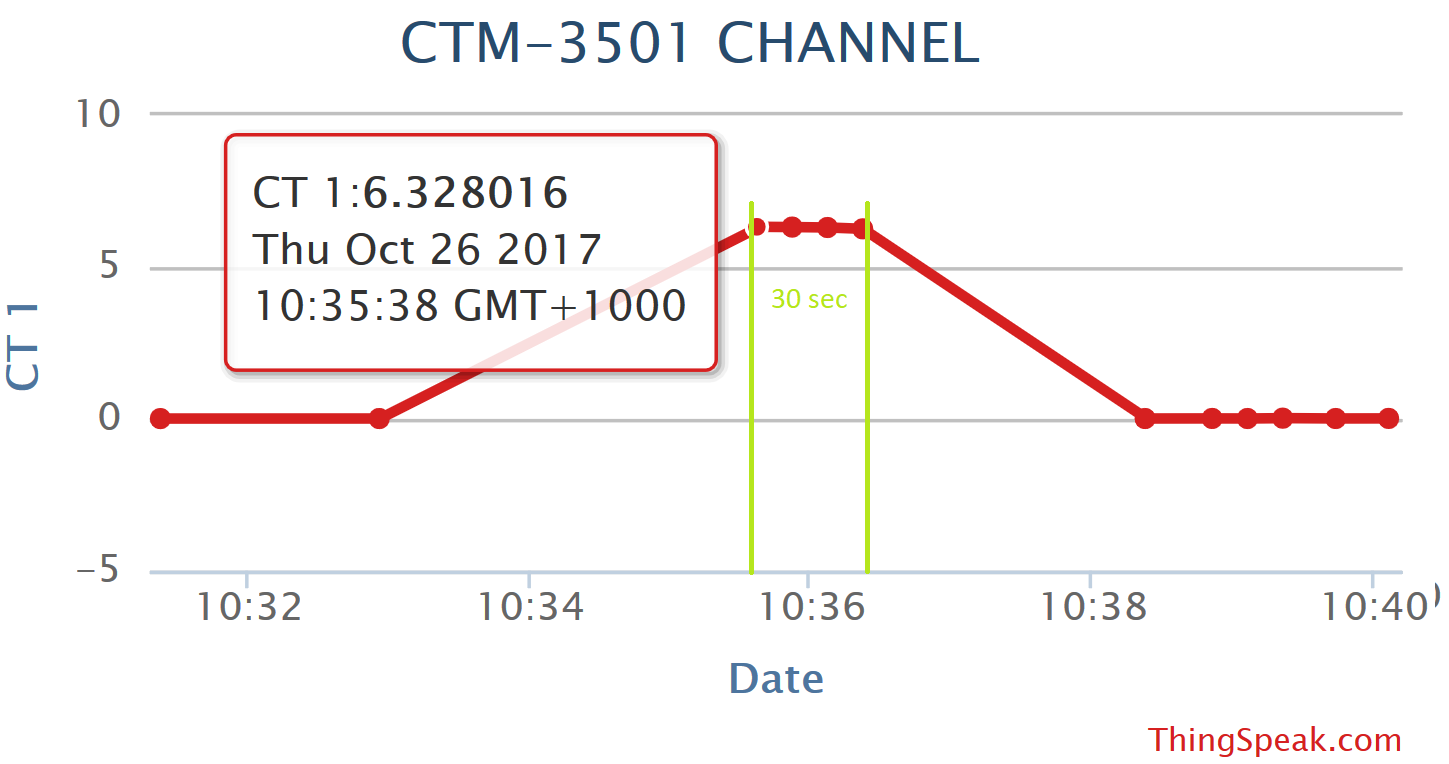 CTM-3501 CHANNEL
10
CT 1:6.328016
Thu Oct 26 2017
10:35:38 GMT+1000
5
30 sec
CT 1
0
−5
10:32
10:34
10:36
10:38
10:40
Date
ThingSpeak.com